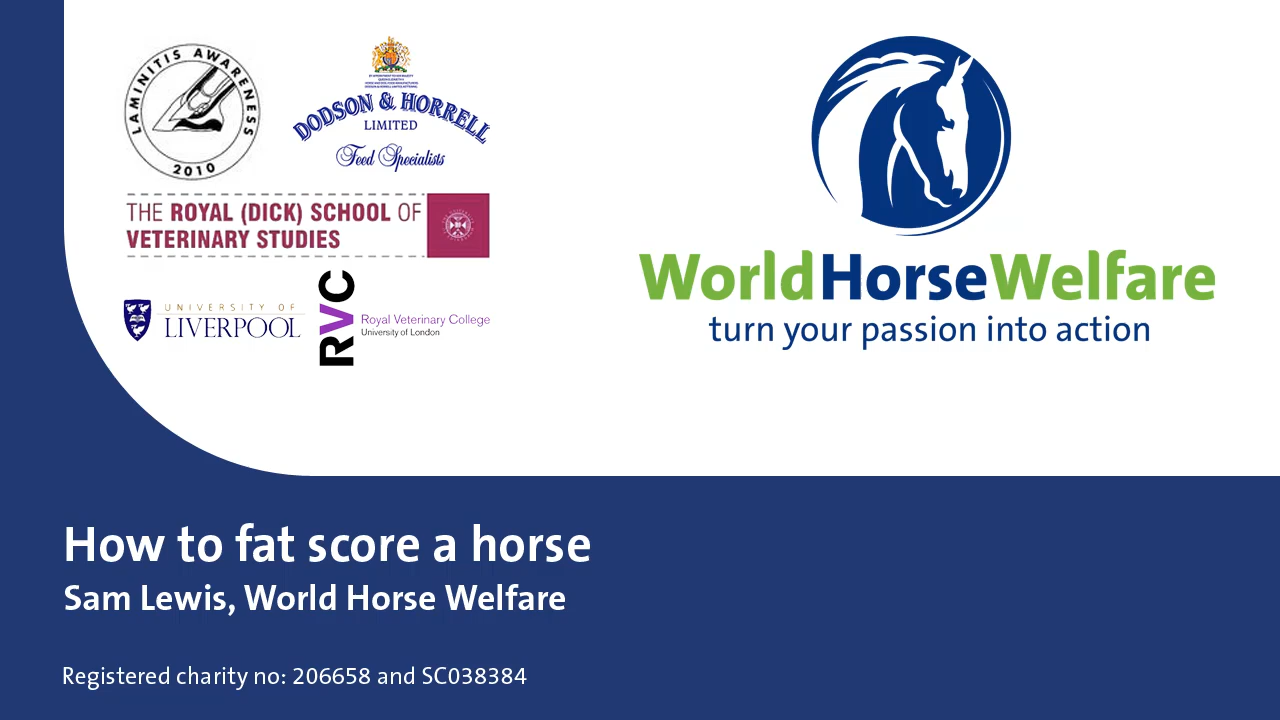 LAMINITIS AWARENESS
2010
DODSON & HORRELL
LIMITED
Feed Specialists
THE ROYAL (DICK) SCHOOL OF
VETERINARY STUDIES
UNIVERSITY OF
LIVERPOOL
RVC
Royal Veterinary College
University of London
WorldHorseWelfare
turn your passion into action
How to fat score a horse
Sam Lewis, World Horse Welfare
Registered charity no: 206658 and SC038384